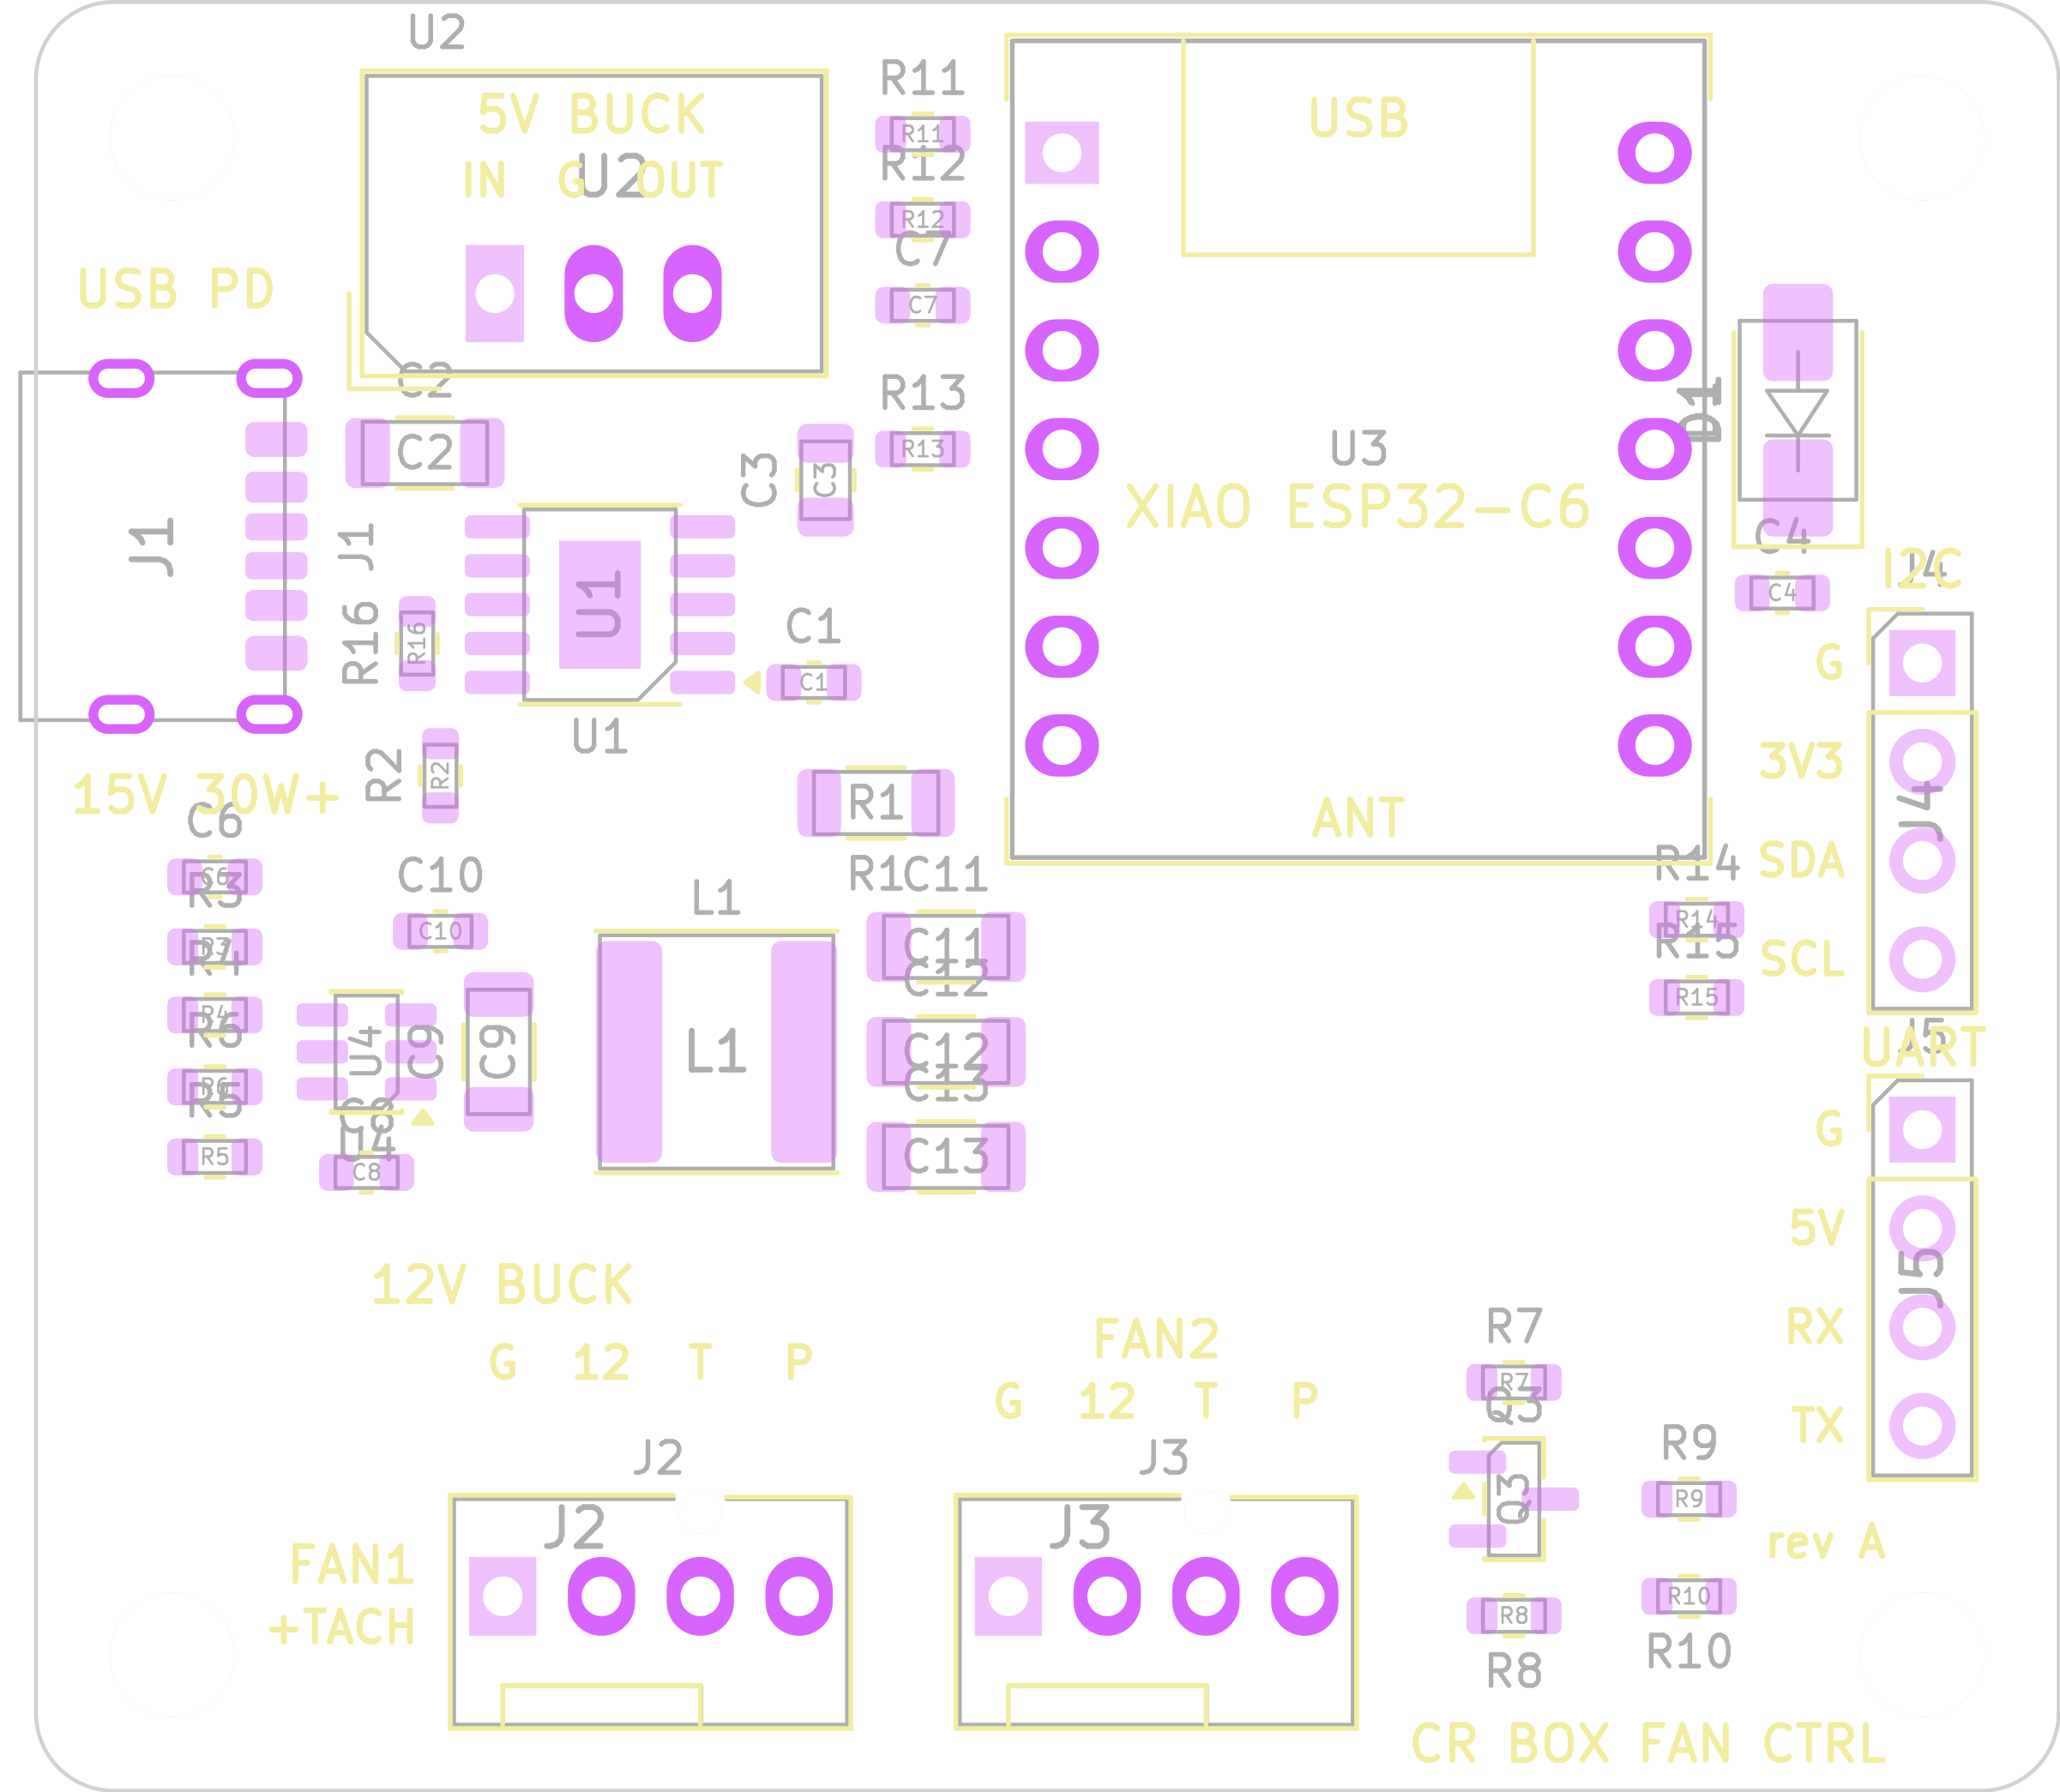 U2
5V BUCK
IN G U2 OUT
R11
R11
R12
R12
C7
C7
USB
USB PD
C2
C2
R13
R13
C3
C3
D1
U3
XIAO ESP32-C6
J1
J1
U1
R16
R16
C1
C1
C4
C4
J4
I2C
G
U1
R2
R2
3V3
15V 30W+
R1
ANT
J4
C6
C6
C10
C10
R1
C11
C11
L1
L1
R14
R14
SDA
R3
R3
R15
R15
SCL
R4
R4
U4
C9
C9
C12
C12
J5
UART
R6
R6
C13
C13
G
R5
R5
U4
C8
C8
5V
J5
12V BUCK
G 12 T P
FAN2
G 12 T P
R7
R7
RX
Q3
Q3
TX
J2
J2
J3
J3
R9
R9
FAN1
+TACH
rev A
R8
R8
R10
R10
CR BOX FAN CTRL